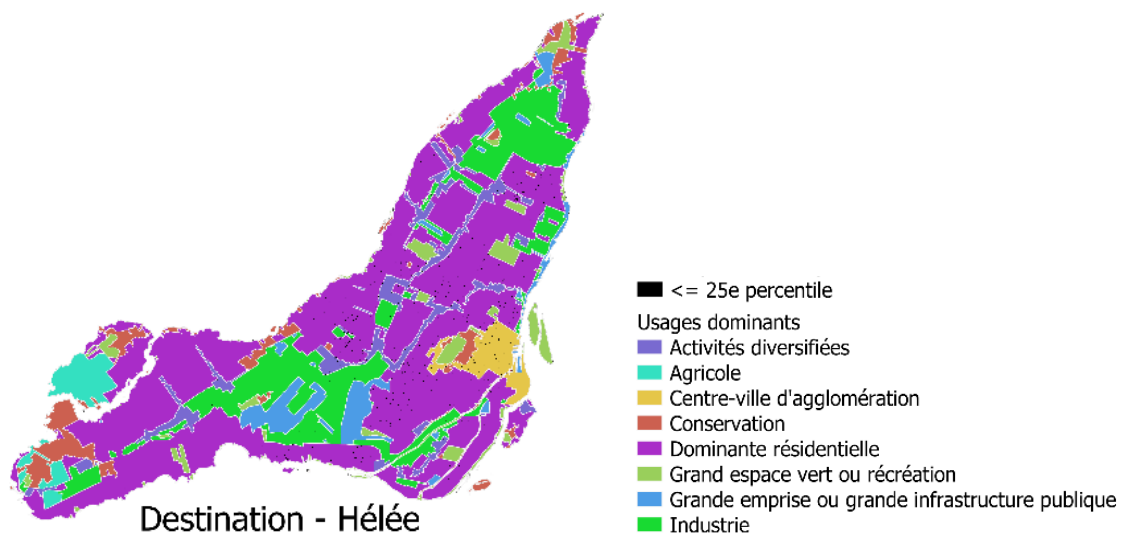 <= 25e percentile
Usages dominants
Activités diversifiées
Agricole
Centre-ville d'agglomération
Conservation
Dominante résidentielle
Grand espace vert ou récréation
Grande emprise ou grande infrastructure publique
Industrie
Destination - Hélée